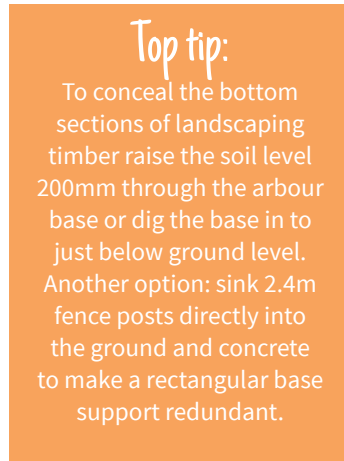 Top tip:
To conceal the bottom
sections of landscaping
timber raise the soil level
200mm through the arbour
base or dig the base in to
just below ground level.
Another option: sink 2.4m
fence posts directly into
the ground and concrete
to make a rectangular base
support redundant.